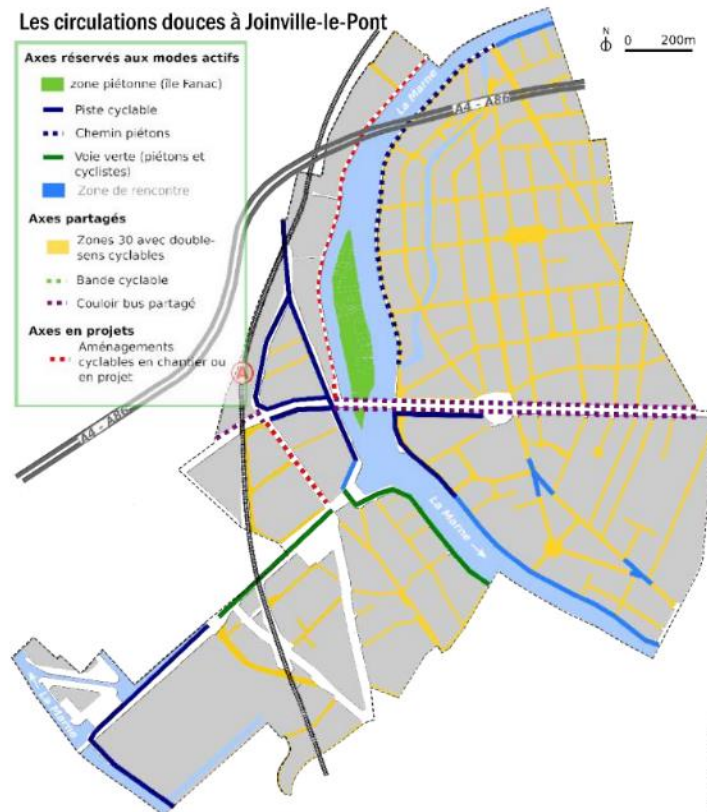 Les circulations douces à Joinville-le-Pont
N
0 200m
Axes réservés aux modes actifs
zone piétonne (île Fanac)
Piste cyclable
Chemin piétons
Voie verte (piétons et
cyclistes)
Zone de rencontre
Axes partagés
Zones 30 avec double-
sens cyclables
Bande cyclable
Couloir bus partagé
Axes en projets
Aménagements
cyclables en chantier ou
en projet
La Marne
A4 - A86
A
A4 - A86
La Marne →
← La Marne